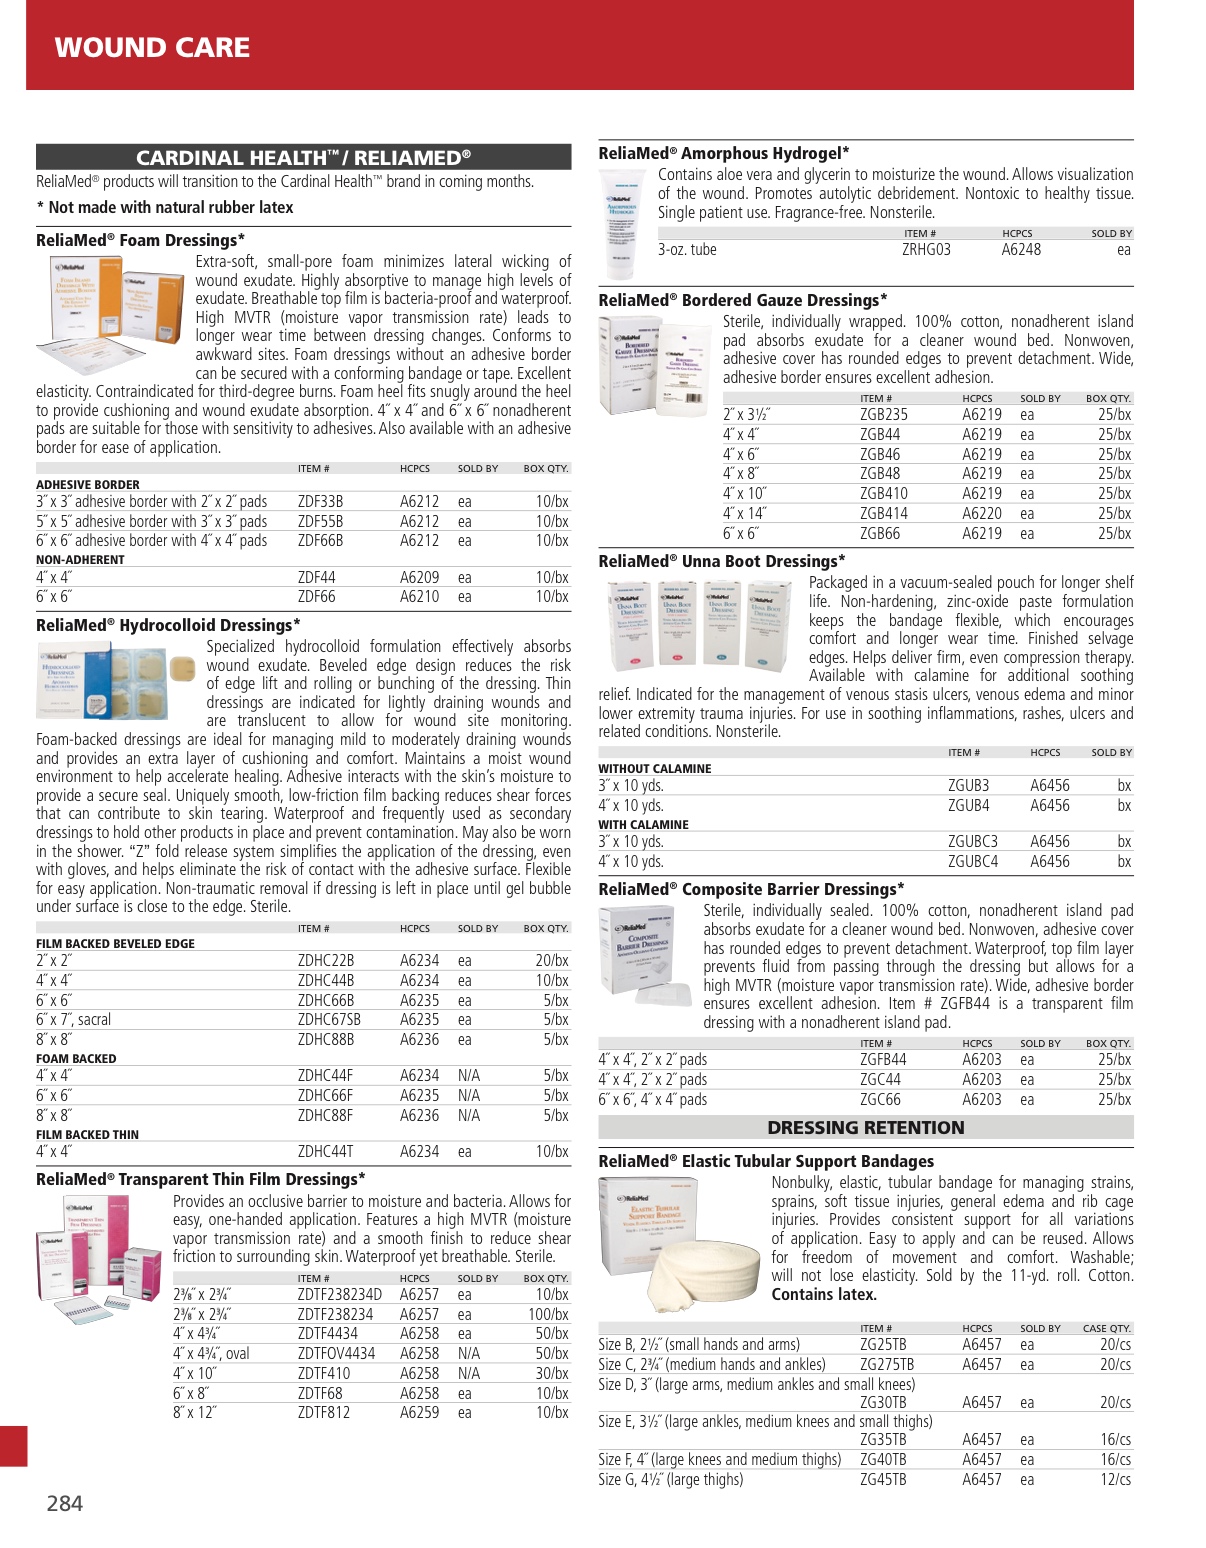 WOUND CARE
CARDINAL HEALTH™ / RELIAMED®
ReliaMed® products will transition to the Cardinal Health™ brand in coming months.
* Not made with natural rubber latex
ReliaMed® Foam Dressings*
Extra-soft, small-pore foam minimizes lateral wicking of
wound exudate. Highly absorptive to manage high levels of
exudate. Breathable top film is bacteria-proof and waterproof.
High MVTR (moisture vapor transmission rate) leads to
longer wear time between dressing changes. Conforms to
awkward sites. Foam dressings without an adhesive border
can be secured with a conforming bandage or tape. Excellent
elasticity. Contraindicated for third-degree burns. Foam heel fits snugly around the heel
to provide cushioning and wound exudate absorption. 4˝ x 4˝ and 6˝ x 6˝ nonadherent
pads are suitable for those with sensitivity to adhesives. Also available with an adhesive
border for ease of application.
ITEM # HCPCS SOLD BY BOX QTY.
ADHESIVE BORDER
3˝ x 3˝ adhesive border with 2˝ x 2˝ pads ZDF33B A6212 ea 10/bx
5˝ x 5˝ adhesive border with 3˝ x 3˝ pads ZDF55B A6212 ea 10/bx
6˝ x 6˝ adhesive border with 4˝ x 4˝ pads ZDF66B A6212 ea 10/bx
NON-ADHERENT
4˝ x 4˝ ZDF44 A6209 ea 10/bx
6˝ x 6˝ ZDF66 A6210 ea 10/bx
ReliaMed® Hydrocolloid Dressings*
Specialized hydrocolloid formulation effectively absorbs
wound exudate. Beveled edge design reduces the risk
of edge lift and rolling or bunching of the dressing. Thin
dressings are indicated for lightly draining wounds and
are translucent to allow for wound site monitoring.
Foam-backed dressings are ideal for managing mild to moderately draining wounds
and provides an extra layer of cushioning and comfort. Maintains a moist wound
environment to help accelerate healing. Adhesive interacts with the skin’s moisture to
provide a secure seal. Uniquely smooth, low-friction film backing reduces shear forces
that can contribute to skin tearing. Waterproof and frequently used as secondary
dressings to hold other products in place and prevent contamination. May also be worn
in the shower. “Z” fold release system simplifies the application of the dressing, even
with gloves, and helps eliminate the risk of contact with the adhesive surface. Flexible
for easy application. Non-traumatic removal if dressing is left in place until gel bubble
under surface is close to the edge. Sterile.
ITEM # HCPCS SOLD BY BOX QTY.
FILM BACKED BEVELED EDGE
2˝ x 2˝ ZDHC22B A6234 ea 20/bx
4˝ x 4˝ ZDHC44B A6234 ea 10/bx
6˝ x 6˝ ZDHC66B A6235 ea 5/bx
6˝ x 7˝, sacral ZDHC67SB A6235 ea 5/bx
8˝ x 8˝ ZDHC88B A6236 ea 5/bx
FOAM BACKED
4˝ x 4˝ ZDHC44F A6234 N/A 5/bx
6˝ x 6˝ ZDHC66F A6235 N/A 5/bx
8˝ x 8˝ ZDHC88F A6236 N/A 5/bx
FILM BACKED THIN
4˝ x 4˝ ZDHC44T A6234 ea 10/bx
ReliaMed® Transparent Thin Film Dressings*
Provides an occlusive barrier to moisture and bacteria. Allows for
easy, one-handed application. Features a high MVTR (moisture
vapor transmission rate) and a smooth finish to reduce shear
friction to surrounding skin. Waterproof yet breathable. Sterile.
ITEM # HCPCS SOLD BY BOX QTY.
2⅜˝ x 2¾˝ ZDTF238234D A6257 ea 10/bx
2⅜˝ x 2¾˝ ZDTF238234 A6257 ea 100/bx
4˝ x 4¾˝ ZDTF4434 A6258 ea 50/bx
4˝ x 4¾˝, oval ZDTFOV4434 A6258 N/A 50/bx
4˝ x 10˝ ZDTF410 A6258 N/A 30/bx
6˝ x 8˝ ZDTF68 A6258 ea 10/bx
8˝ x 12˝ ZDTF812 A6259 ea 10/bx
284
ReliaMed® Amorphous Hydrogel*
Contains aloe vera and glycerin to moisturize the wound. Allows visualization
of the wound. Promotes autolytic debridement. Nontoxic to healthy tissue.
Single patient use. Fragrance-free. Nonsterile.
ITEM # HCPCS SOLD BY
3-oz. tube ZRHG03 A6248 ea
ReliaMed® Bordered Gauze Dressings*
Sterile, individually wrapped. 100% cotton, nonadherent island
pad absorbs exudate for a cleaner wound bed. Nonwoven,
adhesive cover has rounded edges to prevent detachment. Wide,
adhesive border ensures excellent adhesion.
ITEM # HCPCS SOLD BY BOX QTY.
2˝ x 3½˝ ZGB235 A6219 ea 25/bx
4˝ x 4˝ ZGB44 A6219 ea 25/bx
4˝ x 6˝ ZGB46 A6219 ea 25/bx
4˝ x 8˝ ZGB48 A6219 ea 25/bx
4˝ x 10˝ ZGB410 A6219 ea 25/bx
4˝ x 14˝ ZGB414 A6220 ea 25/bx
6˝ x 6˝ ZGB66 A6219 ea 25/bx
ReliaMed® Unna Boot Dressings*
Packaged in a vacuum-sealed pouch for longer shelf
life. Non-hardening, zinc-oxide paste formulation
keeps the bandage flexible, which encourages
comfort and longer wear time. Finished selvage
edges. Helps deliver firm, even compression therapy.
Available with calamine for additional soothing
relief. Indicated for the management of venous stasis ulcers, venous edema and minor
lower extremity trauma injuries. For use in soothing inflammations, rashes, ulcers and
related conditions. Nonsterile.
ITEM # HCPCS SOLD BY
WITHOUT CALAMINE
3˝ x 10 yds. ZGUB3 A6456 bx
4˝ x 10 yds. ZGUB4 A6456 bx
WITH CALAMINE
3˝ x 10 yds. ZGUBC3 A6456 bx
4˝ x 10 yds. ZGUBC4 A6456 bx
ReliaMed® Composite Barrier Dressings*
Sterile, individually sealed. 100% cotton, nonadherent island pad
absorbs exudate for a cleaner wound bed. Nonwoven, adhesive cover
has rounded edges to prevent detachment. Waterproof, top film layer
prevents fluid from passing through the dressing but allows for a
high MVTR (moisture vapor transmission rate). Wide, adhesive border
ensures excellent adhesion. Item # ZGFB44 is a transparent film
dressing with a nonadherent island pad.
ITEM # HCPCS SOLD BY BOX QTY.
4˝ x 4˝, 2˝ x 2˝ pads ZGFB44 A6203 ea 25/bx
4˝ x 4˝, 2˝ x 2˝ pads ZGC44 A6203 ea 25/bx
6˝ x 6˝, 4˝ x 4˝ pads ZGC66 A6203 ea 25/bx
DRESSING RETENTION
ReliaMed® Elastic Tubular Support Bandages
Nonbulky, elastic, tubular bandage for managing strains,
sprains, soft tissue injuries, general edema and rib cage
injuries. Provides consistent support for all variations
of application. Easy to apply and can be reused. Allows
for freedom of movement and comfort. Washable;
will not lose elasticity. Sold by the 11-yd. roll. Cotton.
Contains latex.
ITEM # HCPCS SOLD BY CASE QTY.
Size B, 2½˝ (small hands and arms) ZG25TB A6457 ea 20/cs
Size C, 2¾˝ (medium hands and ankles) ZG275TB A6457 ea 20/cs
Size D, 3˝ (large arms, medium ankles and small knees)
ZG30TB A6457 ea 20/cs
Size E, 3½˝ (large ankles, medium knees and small thighs)
ZG35TB A6457 ea 16/cs
Size F, 4˝ (large knees and medium thighs) ZG40TB A6457 ea 16/cs
Size G, 4½˝ (large thighs) ZG45TB A6457 ea 12/cs